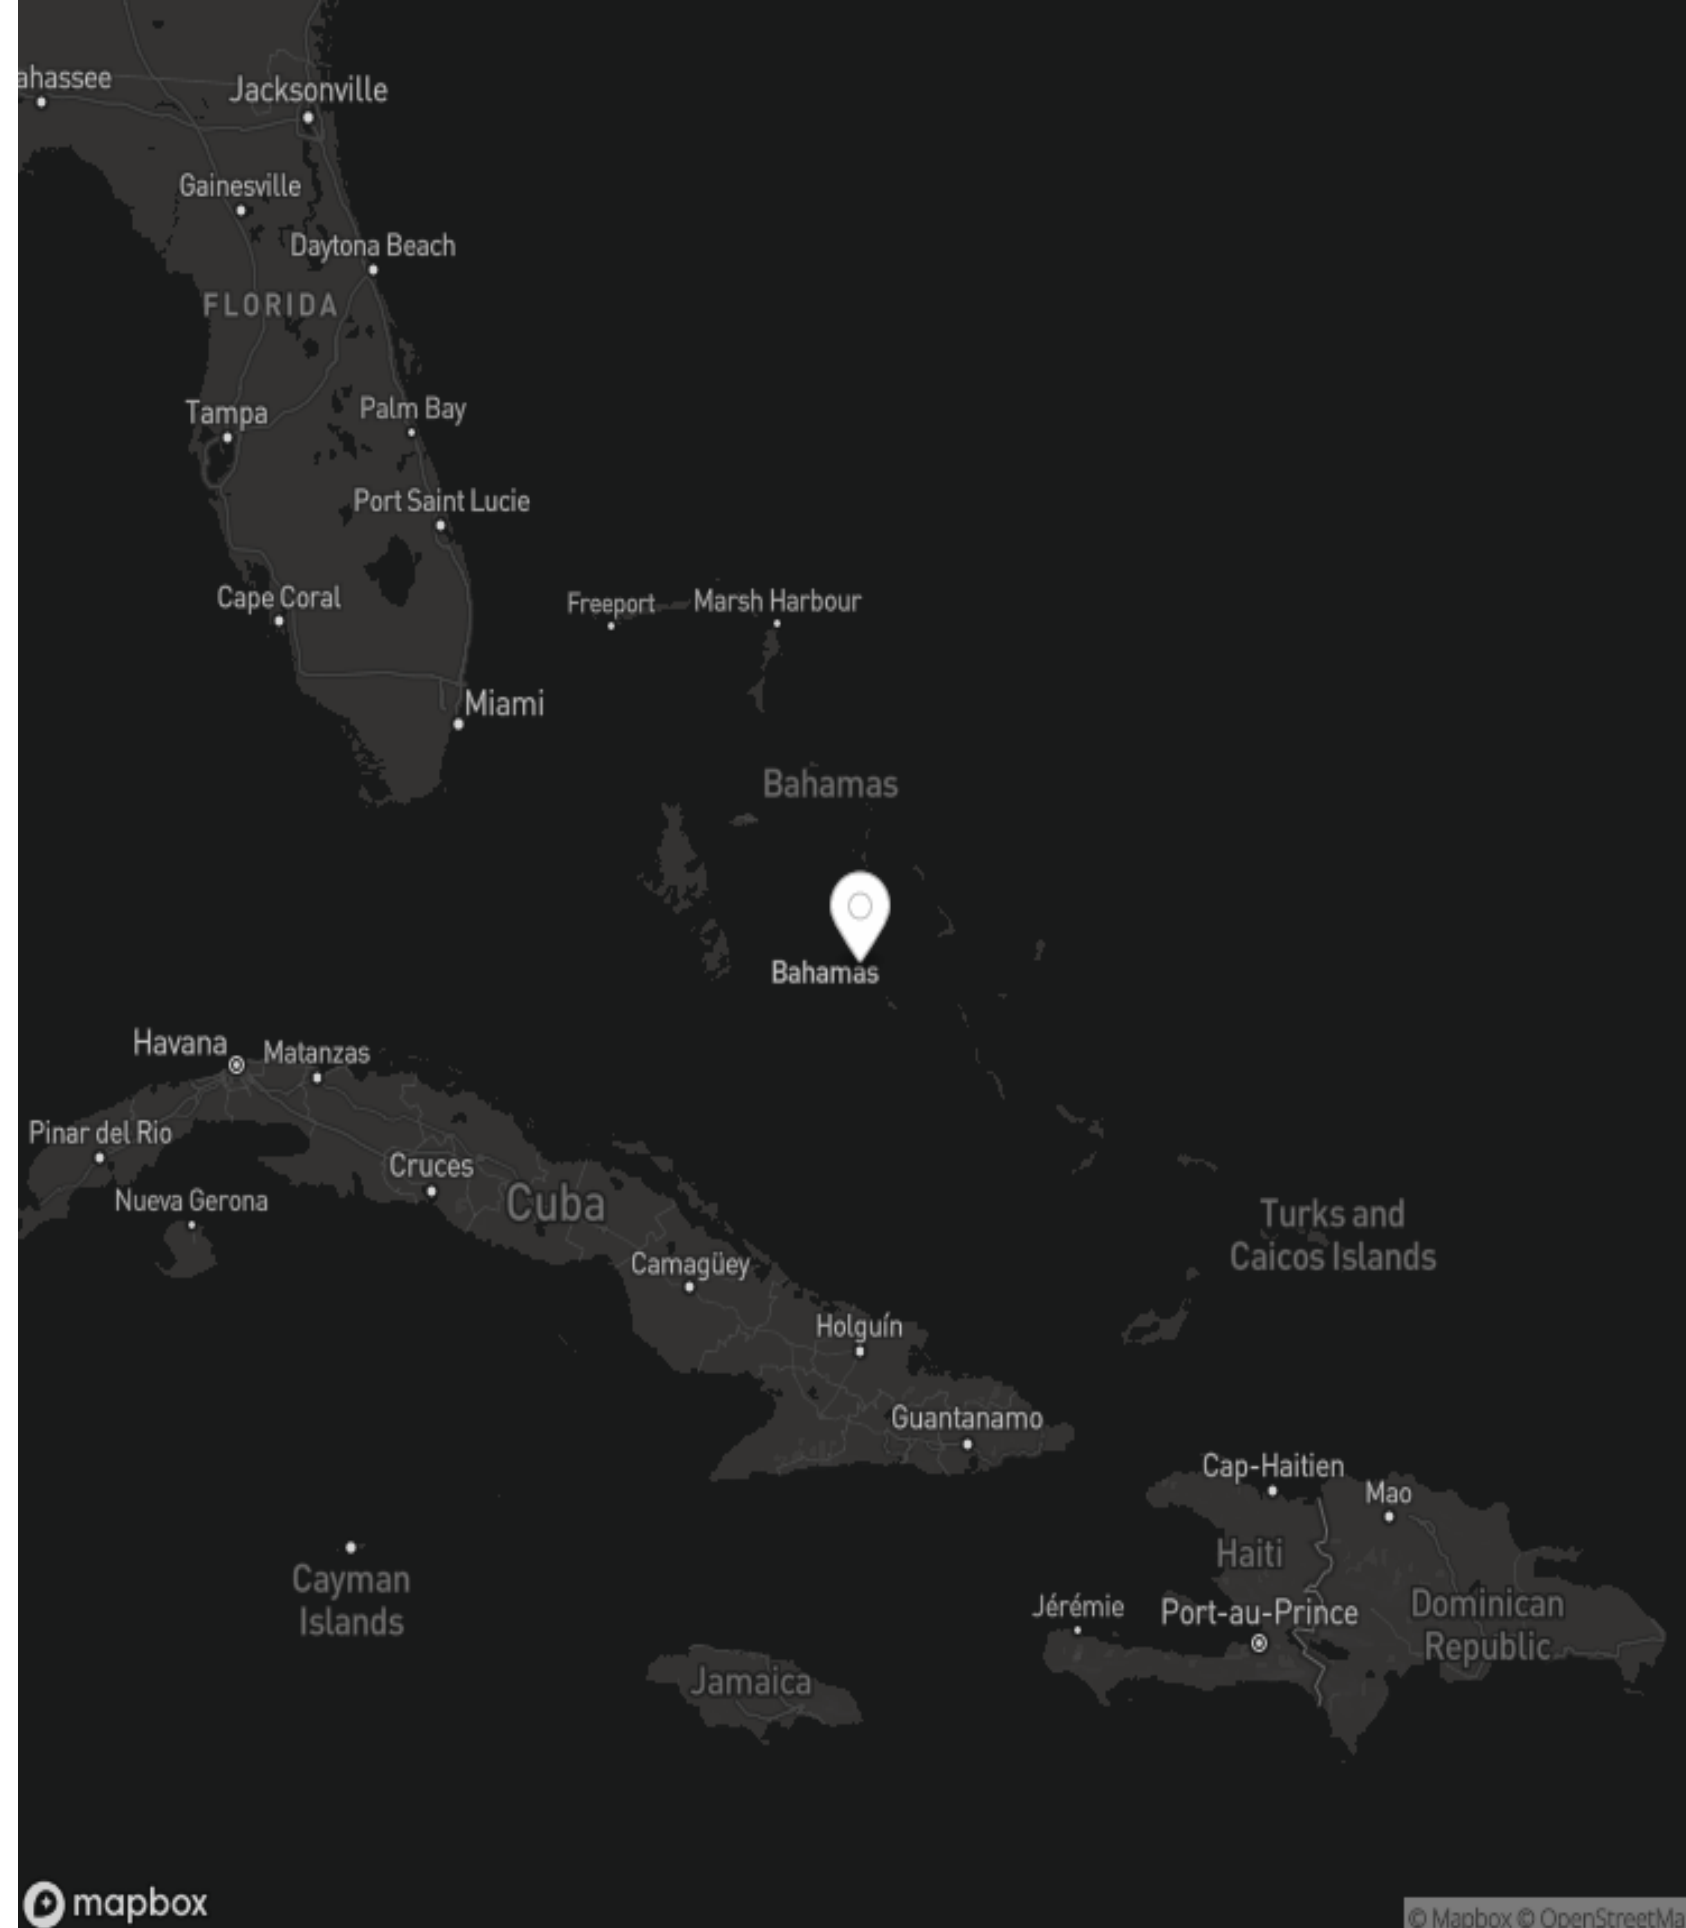 ahassee
Jacksonville
Gainesville
Daytona Beach
FLORIDA
Tampa
Palm Bay
Port Saint Lucie
Cape Coral
Freeport
Marsh Harbour
Miami
Bahamas
Bahamas
Havana
Matanzas
Pinar del Rio
Cruces
Nueva Gerona
Cuba
Turks and
Caicos Islands
Camagüey
Holguín
Guantanamo
Cap-Haitien
Mao
Haiti
Cayman
Islands
Jérémie
Port-au-Prince
Dominican
Republic
Jamaica
mapbox
© Mapbox © OpenStreetMa